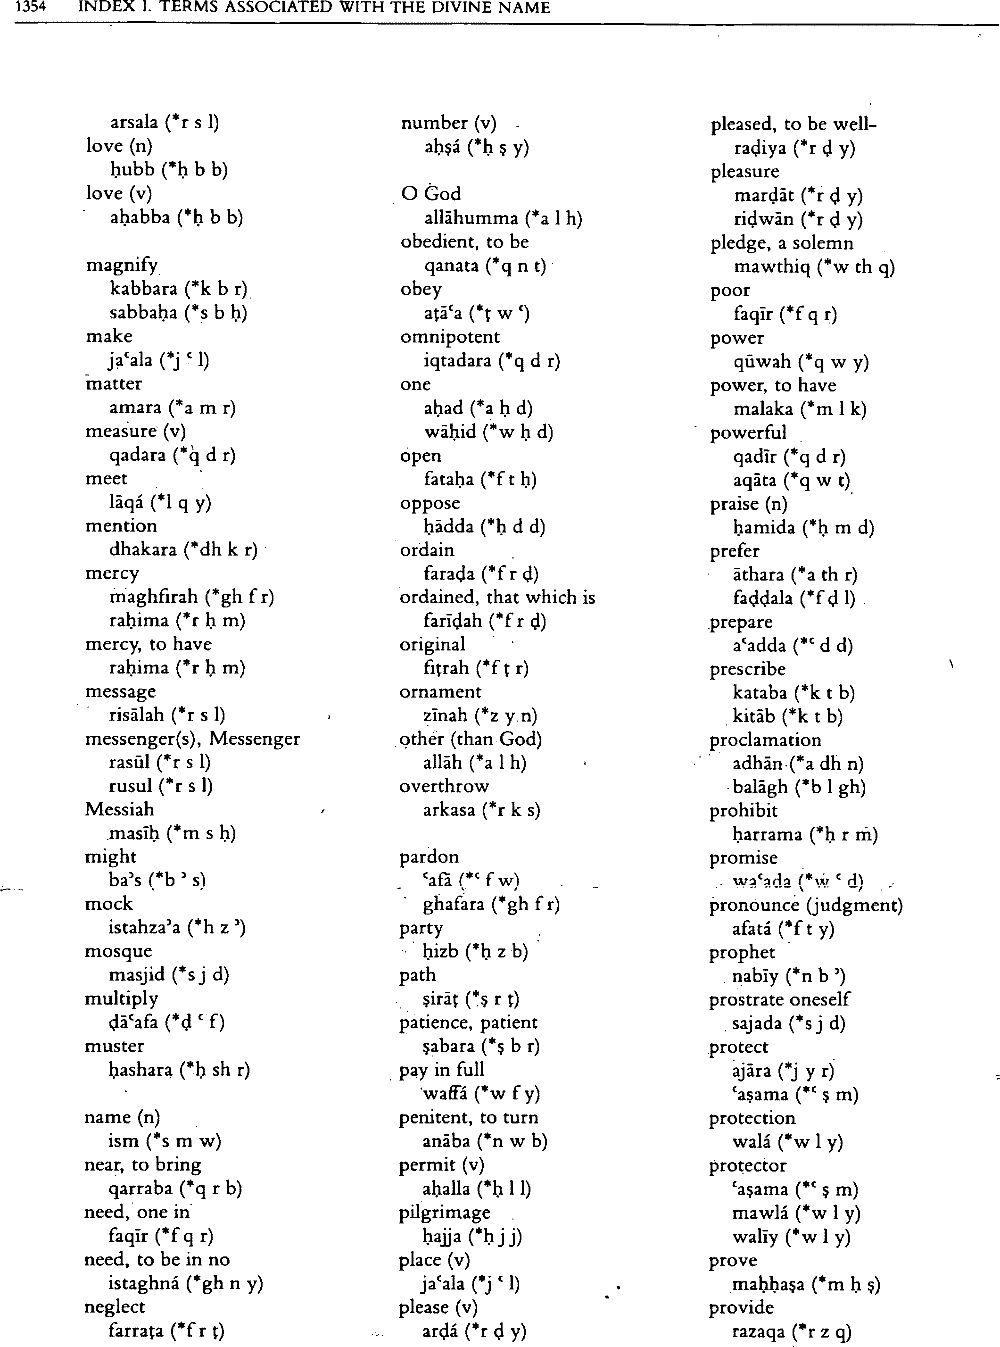 1354 INDEX I. TERMS ASSOCIATED WITH THE DIVINE NAME
arsala (*r s l)
love (n)
ḥubb (*ḥ b b)
love (v)
aḥabba (*ḥ b b)
magnify
kabbara (*k b r)
sabbaḥa (*s b ḥ)
make
jaʿala (*j ʿ l)
matter
amara (*a m r)
measure (v)
qadara (*q d r)
meet
lāqá (*l q y)
mention
dhakara (*dh k r)
mercy
maghfirah (*gh f r)
raḥima (*r ḥ m)
mercy, to have
raḥima (*r ḥ m)
message
risālah (*r s l)
messenger(s), Messenger
rasūl (*r s l)
rusul (*r s l)
Messiah
masīḥ (*m s ḥ)
might
baʾs (*b ʾ s)
mock
istahzaʾa (*h z ʾ)
mosque
masjid (*s j d)
multiply
ḍāʿafa (*ḍ ʿ f)
muster
ḥashara (*ḥ sh r)
name (n)
ism (*s m w)
near, to bring
qarraba (*q r b)
need, one in
faqīr (*f q r)
need, to be in no
istaghná (*gh n y)
neglect
farraṭa (*f r ṭ)
number (v)
aḥṣá (*ḥ ṣ y)
O God
allāhumma (*a l h)
obedient, to be
qanata (*q n t)
obey
aṭāʿa (*ṭ w ʿ)
omnipotent
iqtadara (*q d r)
one
aḥad (*a ḥ d)
wāḥid (*w ḥ d)
open
fataḥa (*f t ḥ)
oppose
ḥādda (*ḥ d d)
ordain
faraḍa (*f r ḍ)
ordained, that which is
farīḍah (*f r ḍ)
original
fiṭrah (*f ṭ r)
ornament
zīnah (*z y n)
other (than God)
allāh (*a l h)
overthrow
arkasa (*r k s)
pardon
ʿafā (*ʿ f w)
ghafara (*gh f r)
party
ḥizb (*ḥ z b)
path
ṣirāṭ (*ṣ r ṭ)
patience, patient
ṣabara (*ṣ b r)
pay in full
waffá (*w f y)
penitent, to turn
anāba (*n w b)
permit (v)
aḥalla (*ḥ l l)
pilgrimage
ḥajja (*ḥ j j)
place (v)
jaʿala (*j ʿ l)
please (v)
arḍá (*r ḍ y)
pleased, to be well-
raḍiya (*r ḍ y)
pleasure
marḍāt (*r ḍ y)
riḍwān (*r ḍ y)
pledge, a solemn
mawthiq (*w th q)
poor
faqīr (*f q r)
power
qūwah (*q w y)
power, to have
malaka (*m l k)
powerful
qadīr (*q d r)
aqāta (*q w t)
praise (n)
ḥamida (*ḥ m d)
prefer
āthara (*a th r)
faḍḍala (*f ḍ l)
prepare
aʿadda (*ʿ d d)
prescribe
kataba (*k t b)
kitāb (*k t b)
proclamation
adhān (*a dh n)
balāgh (*b l gh)
prohibit
ḥarrama (*ḥ r m)
promise
waʿada (*w ʿ d)
pronounce (judgment)
afatá (*f t y)
prophet
nabīy (*n b ʾ)
prostrate oneself
sajada (*s j d)
protect
ajāra (*j y r)
ʿaṣama (*ʿ ṣ m)
protection
walá (*w l y)
protector
ʿaṣama (*ʿ ṣ m)
mawlá (*w l y)
walīy (*w l y)
prove
maḥḥaṣa (*m ḥ ṣ)
provide
razaqa (*r z q)